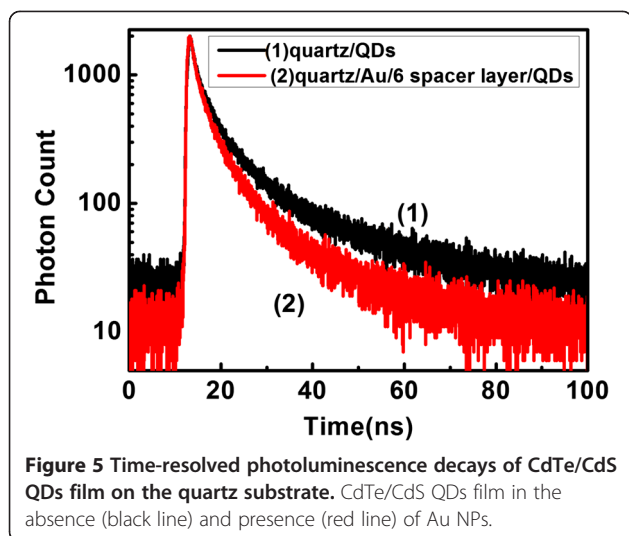 (1)quartz/QDs
(2)quartz/Au/6 spacer layer/QDs
1000
100
10
Photon Count
(1)
(2)
0 20 40 60 80 100
Time(ns)
Figure 5 Time-resolved photoluminescence decays of CdTe/CdS
QDs film on the quartz substrate. CdTe/CdS QDs film in the
absence (black line) and presence (red line) of Au NPs.